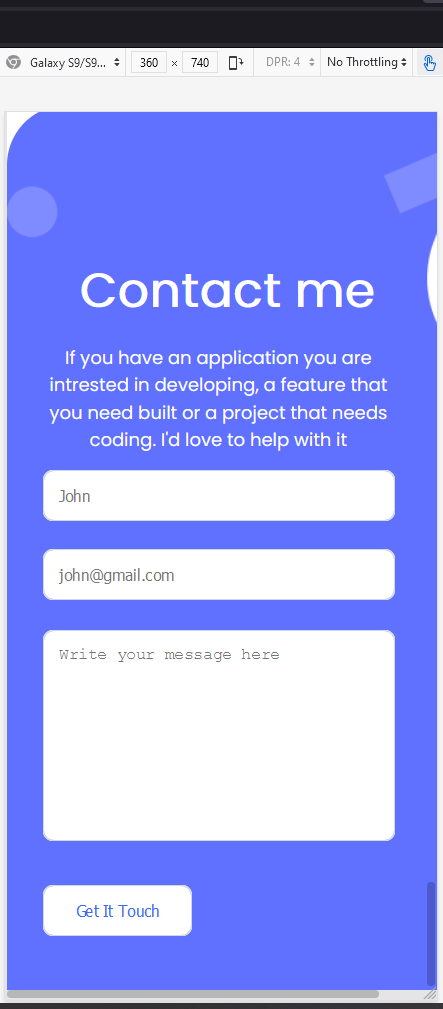 Galaxy S9/S9... 360 × 740 DPR: 4 No Throttling
Contact me
If you have an application you are
intrested in developing, a feature that
you need built or a project that needs
coding. I'd love to help with it
John
john@gmail.com
Write your message here
Get It Touch